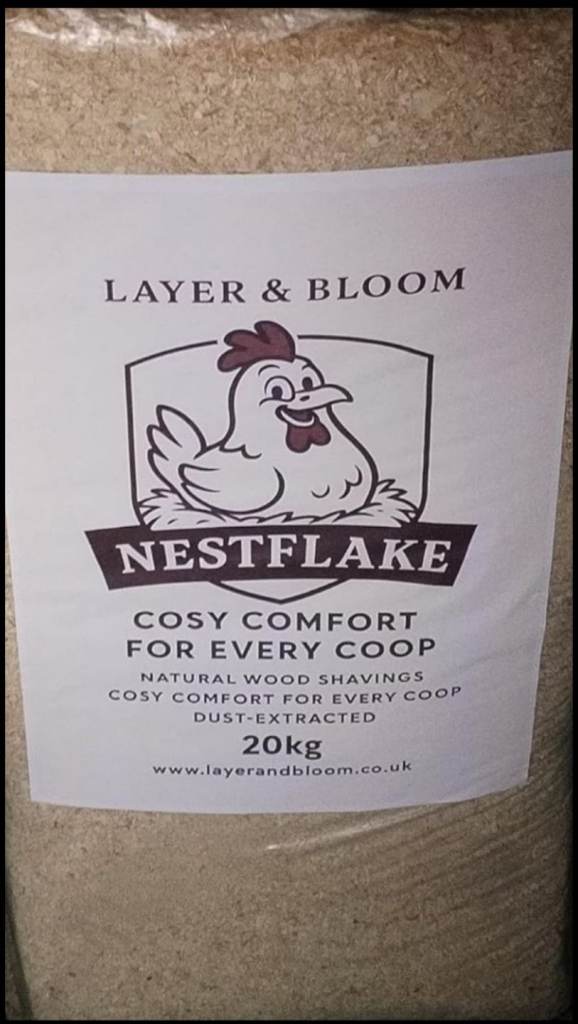 LAYER & BLOOM
NESTFLAKE
COSY COMFORT
FOR EVERY COOP
NATURAL WOOD SHAVINGS
COSY COMFORT FOR EVERY COOP
DUST-EXTRACTED
20kg
www.layerandbloom.co.uk